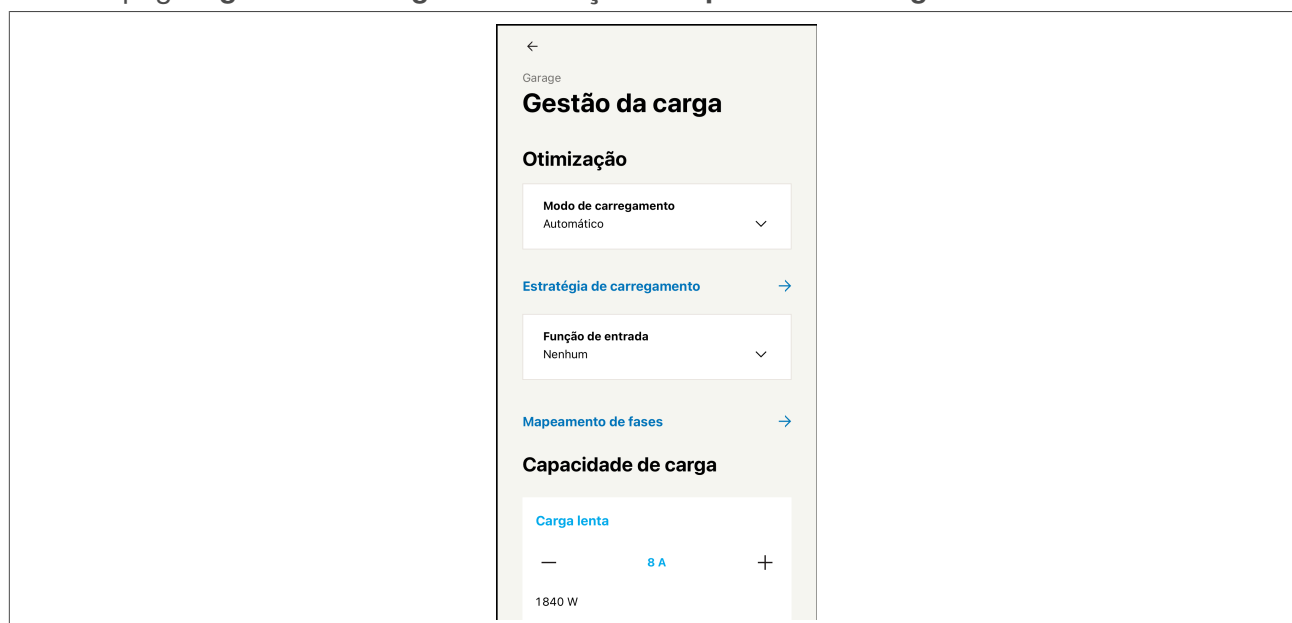 ←
Garage
Gestão da carga
Otimização
Modo de carregamento
Automático
Estratégia de carregamento →
Função de entrada
Nenhum
Mapeamento de fases →
Capacidade de carga
Carga lenta
— 8 A +
1840 W